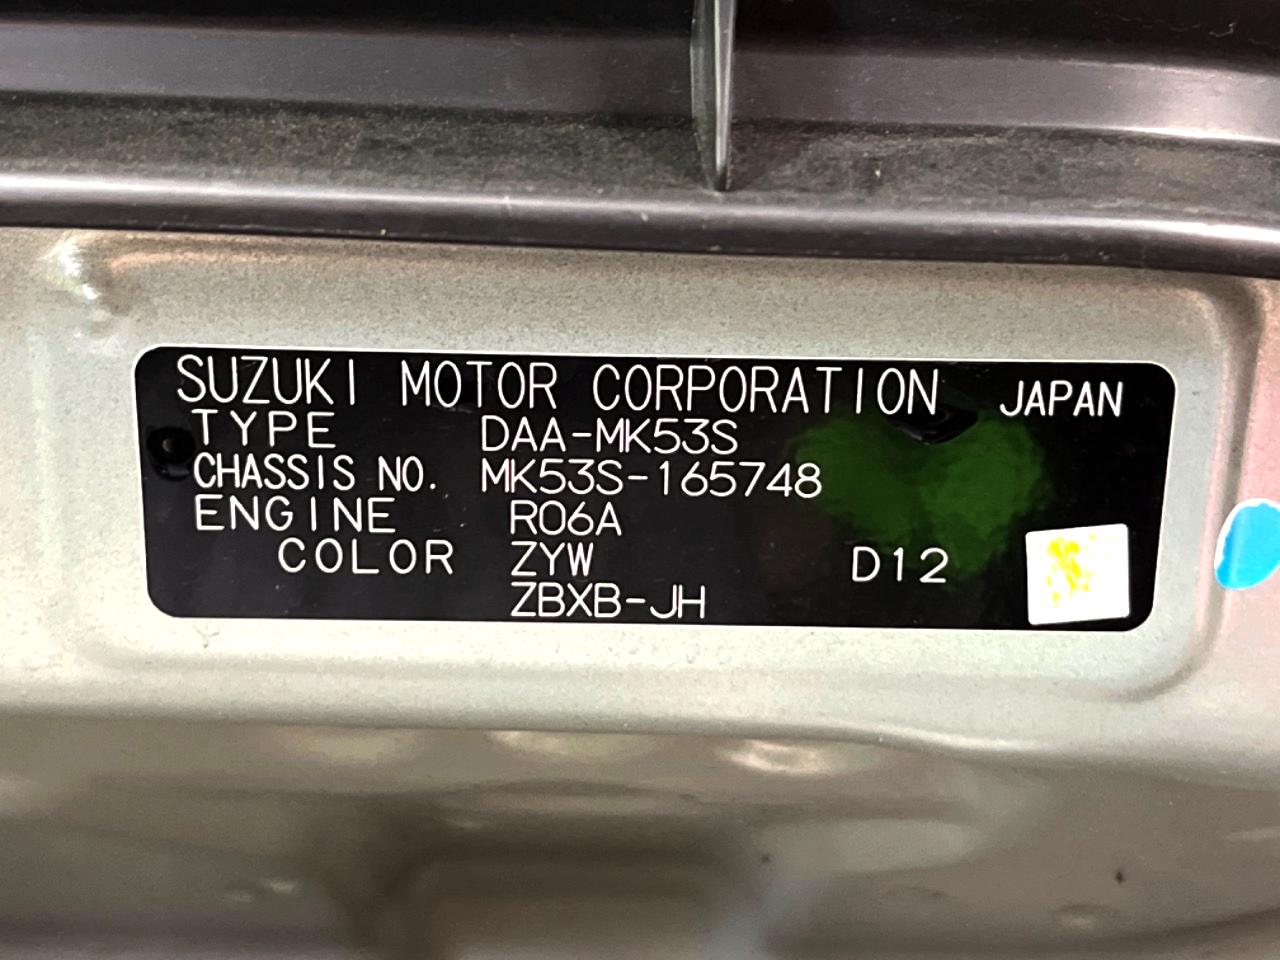 SUZUKI MOTOR CORPORATION JAPAN
TYPE DAA-MK53S
CHASSIS NO. MK53S-165748
ENGINE R06A
COLOR ZYW D12
ZBXB-JH